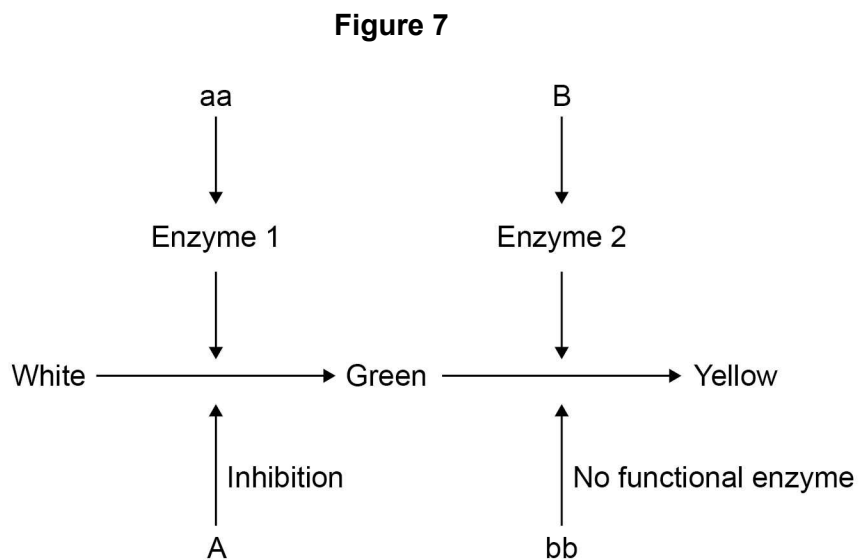 Figure 7
aa B
Enzyme 1 Enzyme 2
White Green Yellow
Inhibition No functional enzyme
A bb